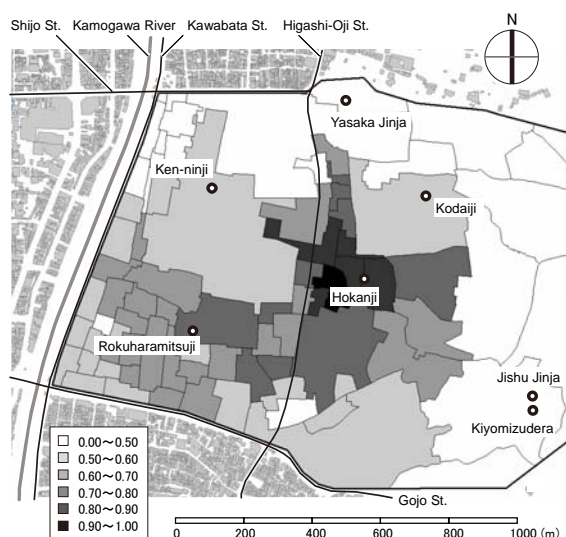 Shijo St. Kamogawa River Kawabata St. Higashi-Oji St.
N
Yasaka Jinja
Ken-ninji
Kodaiji
Hokanji
Rokuharamitsuji
Jishu Jinja
Kiyomizudera
0.00～0.50
0.50～0.60
0.60～0.70
0.70～0.80
0.80～0.90
0.90～1.00
Gojo St.
0 200 400 600 800 1000 (m)